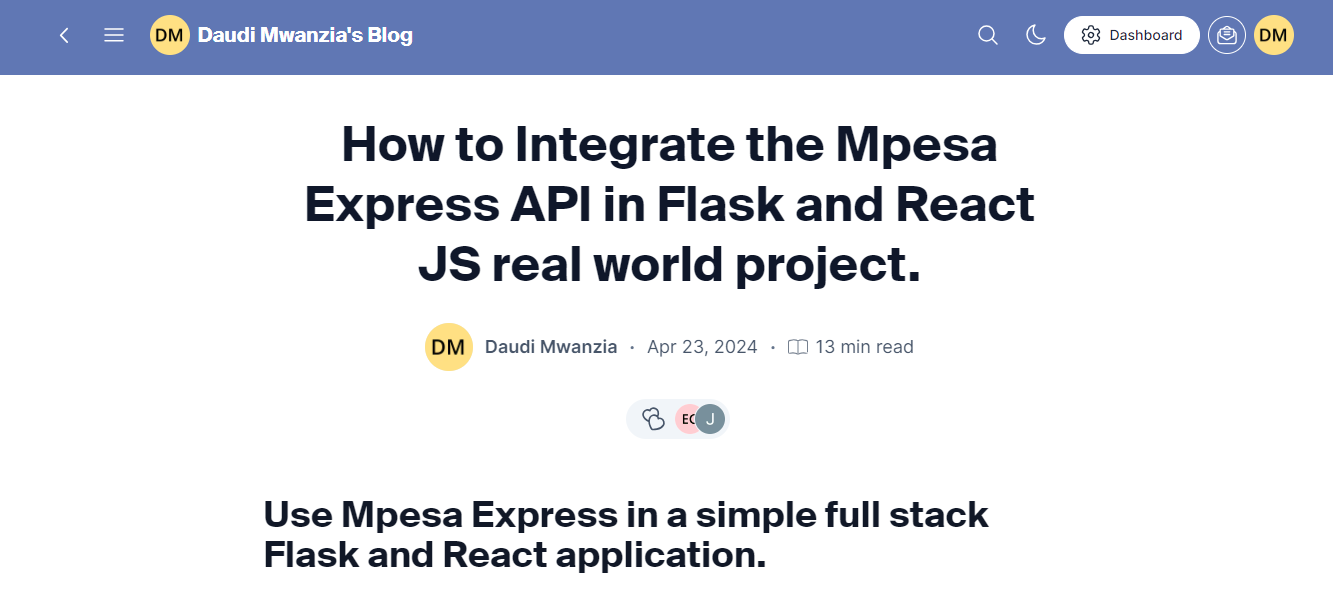 DM Daudi Mwanzia's Blog Dashboard DM
How to Integrate the Mpesa
Express API in Flask and React
JS real world project.
DM Daudi Mwanzia · Apr 23, 2024 · 13 min read
J
Use Mpesa Express in a simple full stack
Flask and React application.